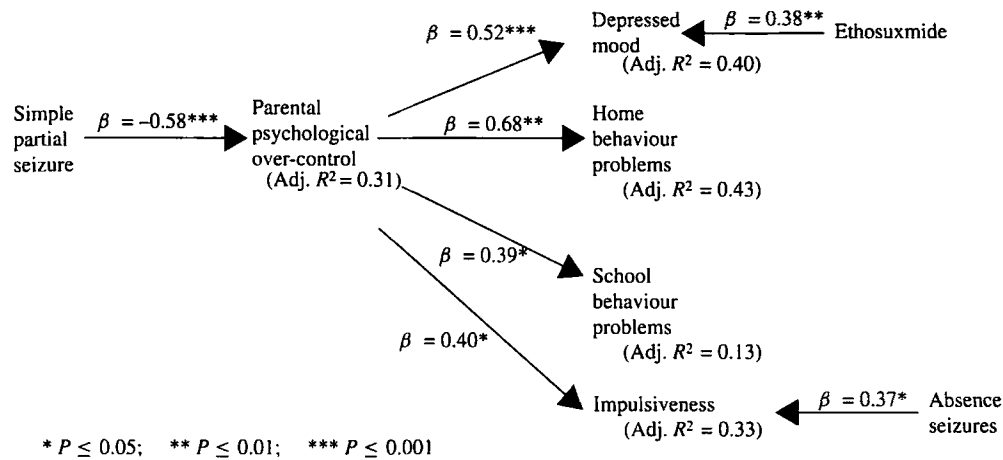 β = 0.52***
Depressed
mood
(Adj. R² = 0.40)
β = 0.38**
Ethosuxmide
Simple
partial
seizure
β = –0.58***
Parental
psychological
over-control
(Adj. R² = 0.31)
β = 0.68**
Home
behaviour
problems
(Adj. R² = 0.43)
β = 0.39*
School
behaviour
problems
(Adj. R² = 0.13)
β = 0.40*
Impulsiveness
(Adj. R² = 0.33)
β = 0.37*
Absence
seizures
* P ≤ 0.05; ** P ≤ 0.01; *** P ≤ 0.001